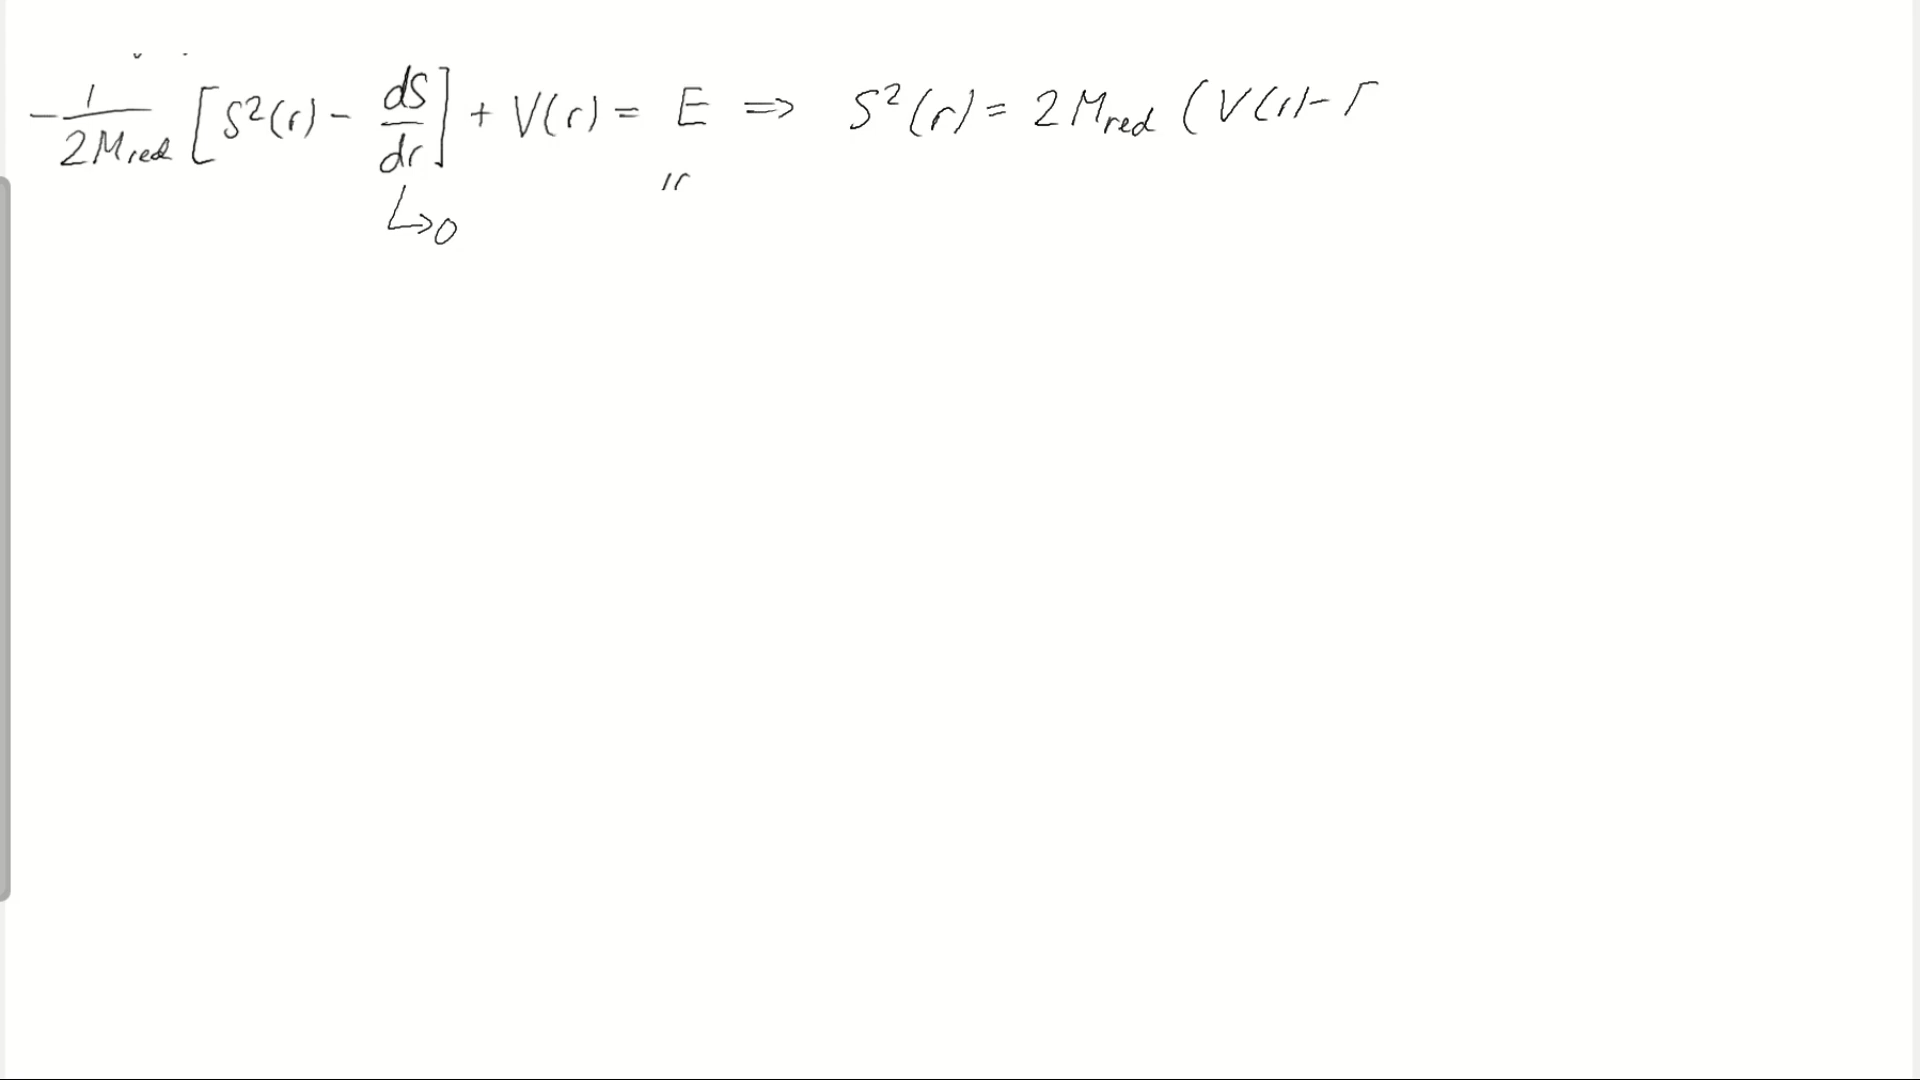 -1/2M_red [S²(r) - dS/dr] + V(r) = E => S²(r) = 2M_red (V(r) -
↳ 0